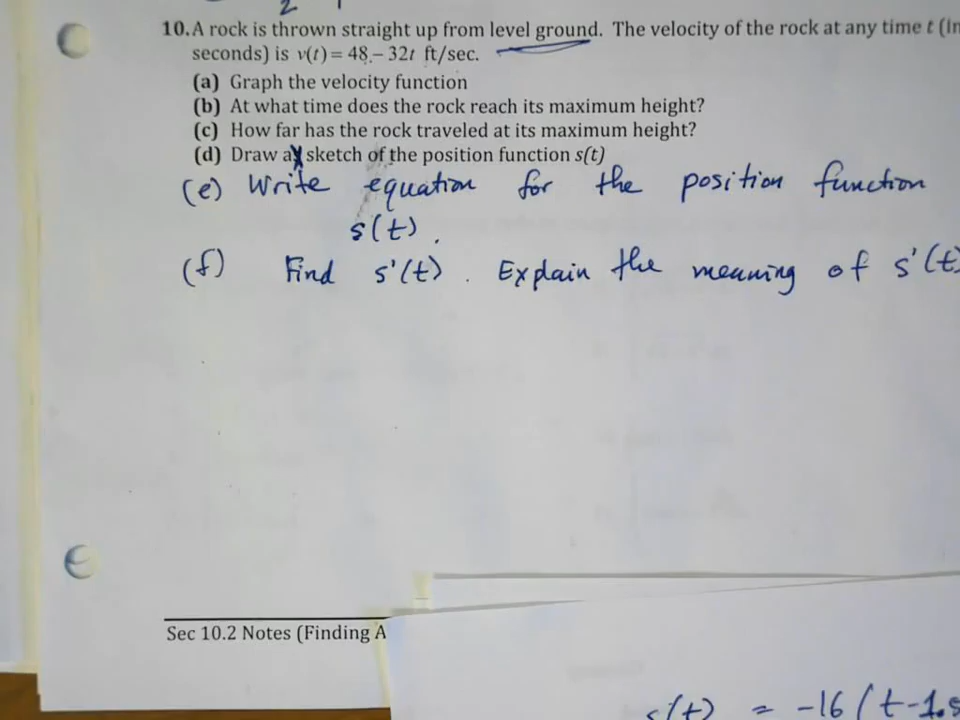 10. A rock is thrown straight up from level ground. The velocity of the rock at any time t (in
seconds) is v(t) = 48 – 32t ft/sec.
(a) Graph the velocity function
(b) At what time does the rock reach its maximum height?
(c) How far has the rock traveled at its maximum height?
(d) Draw a sketch of the position function s(t)
(e) Write equation for the position function
s(t).
(f) Find s'(t). Explain the meaning of s'(t)
Sec 10.2 Notes (Finding A
s(t) = -16(t-1.5